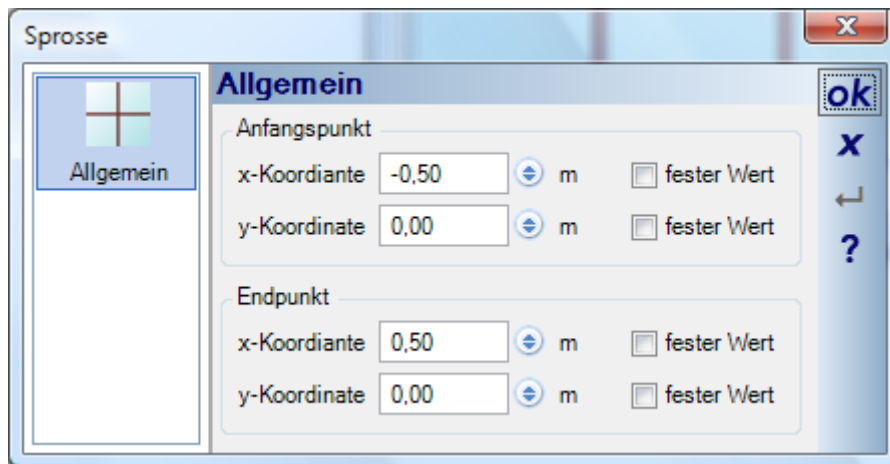 Sprosse
x
Allgemein
Allgemein
ok
x
?
Anfangspunkt
x-Koordiante -0,50 m fester Wert
y-Koordinate 0,00 m fester Wert
Endpunkt
x-Koordiante 0,50 m fester Wert
y-Koordinate 0,00 m fester Wert